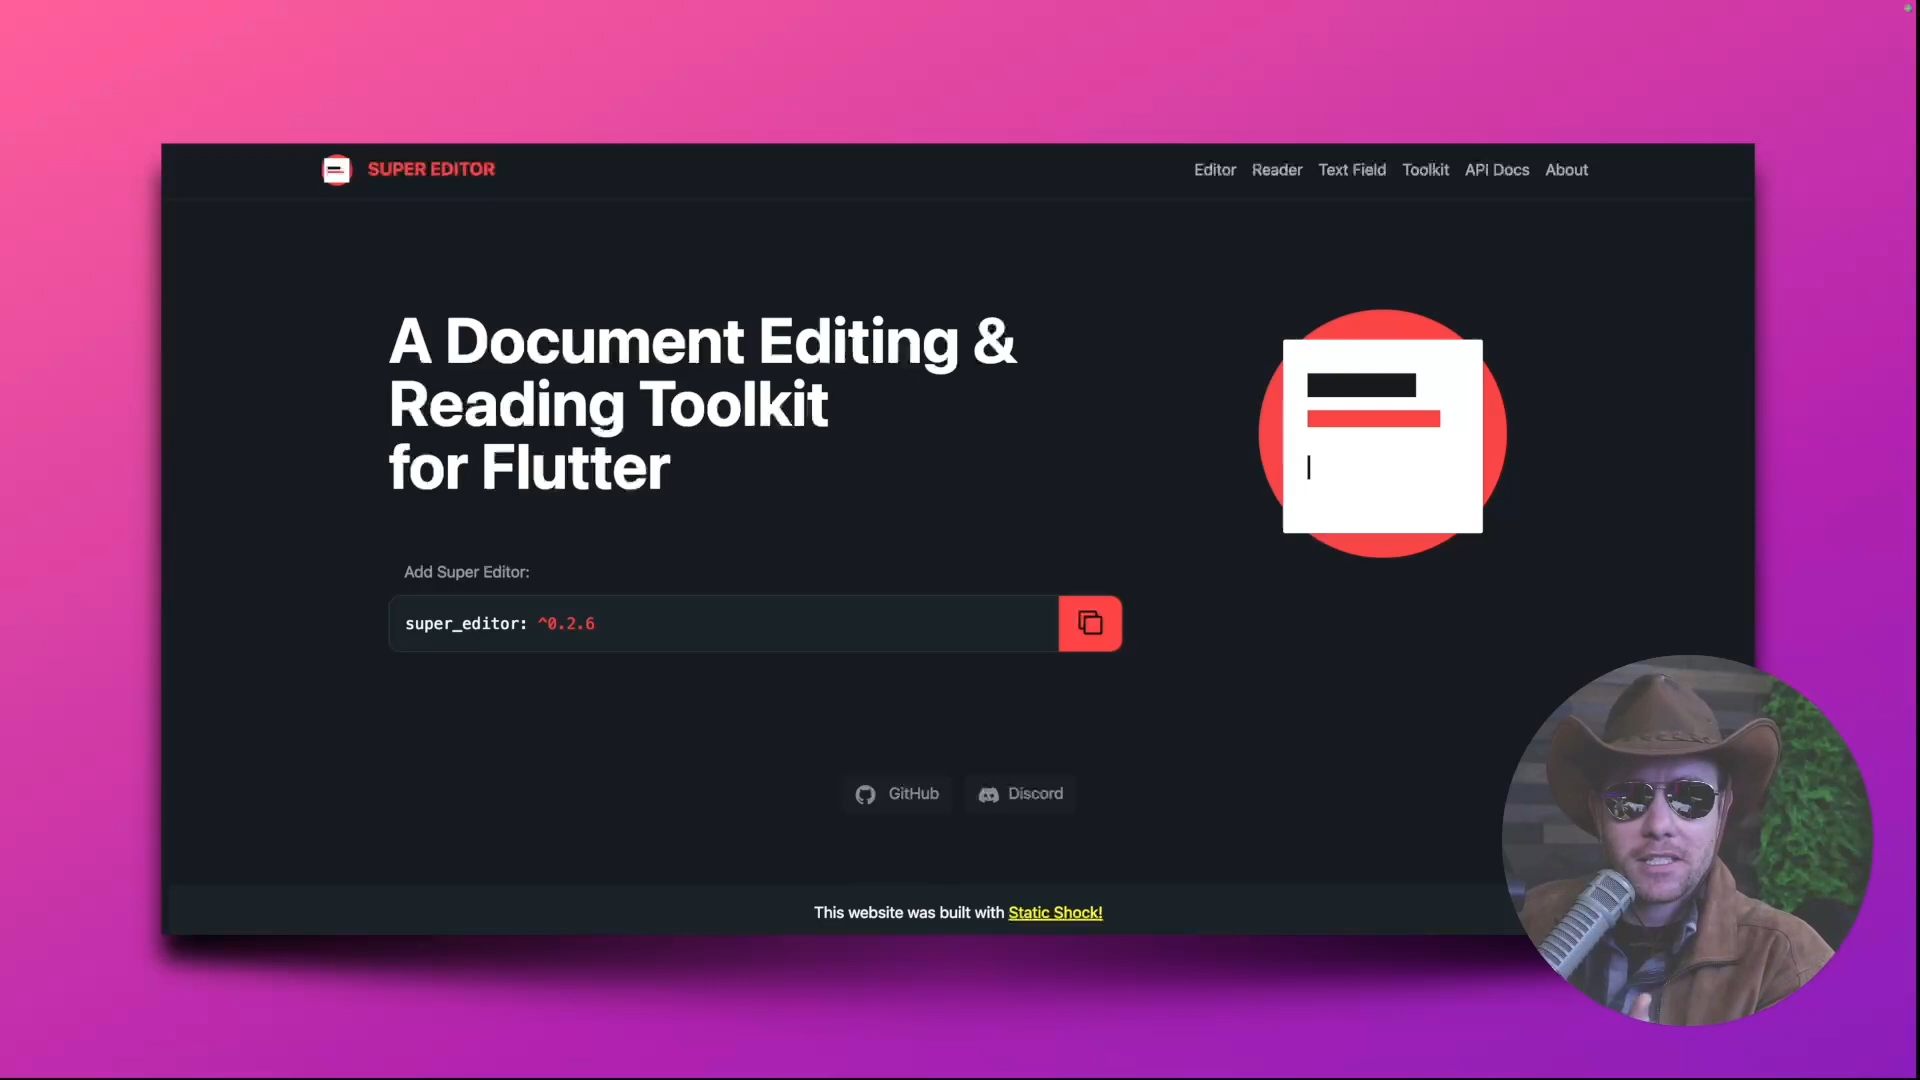 SUPER EDITOR
Editor Reader Text Field Toolkit API Docs About
A Document Editing &
Reading Toolkit
for Flutter
Add Super Editor:
super_editor: ^0.2.6
GitHub Discord
This website was built with Static Shock!